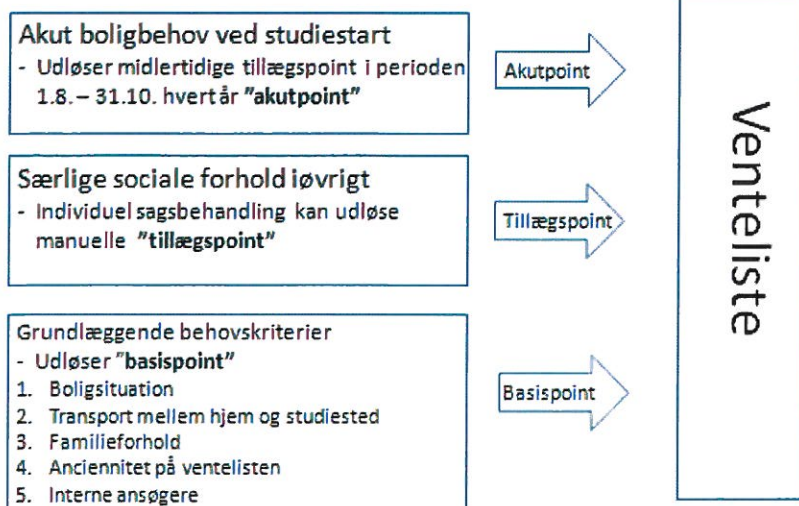 Akut boligbehov ved studiestart
- Udløser midlertidige tillægspoint i perioden
1.8. – 31.10. hvert år "akutpoint"
Akutpoint
Særlige sociale forhold iøvrigt
- Individuel sagsbehandling kan udløse
manuelle "tillægspoint"
Tillægspoint
Grundlæggende behovskriterier
- Udløser "basispoint"
1. Boligsituation
2. Transport mellem hjem og studiested
3. Familieforhold
4. Anciennitet på ventelisten
5. Interne ansøgere
Basispoint
Venteliste